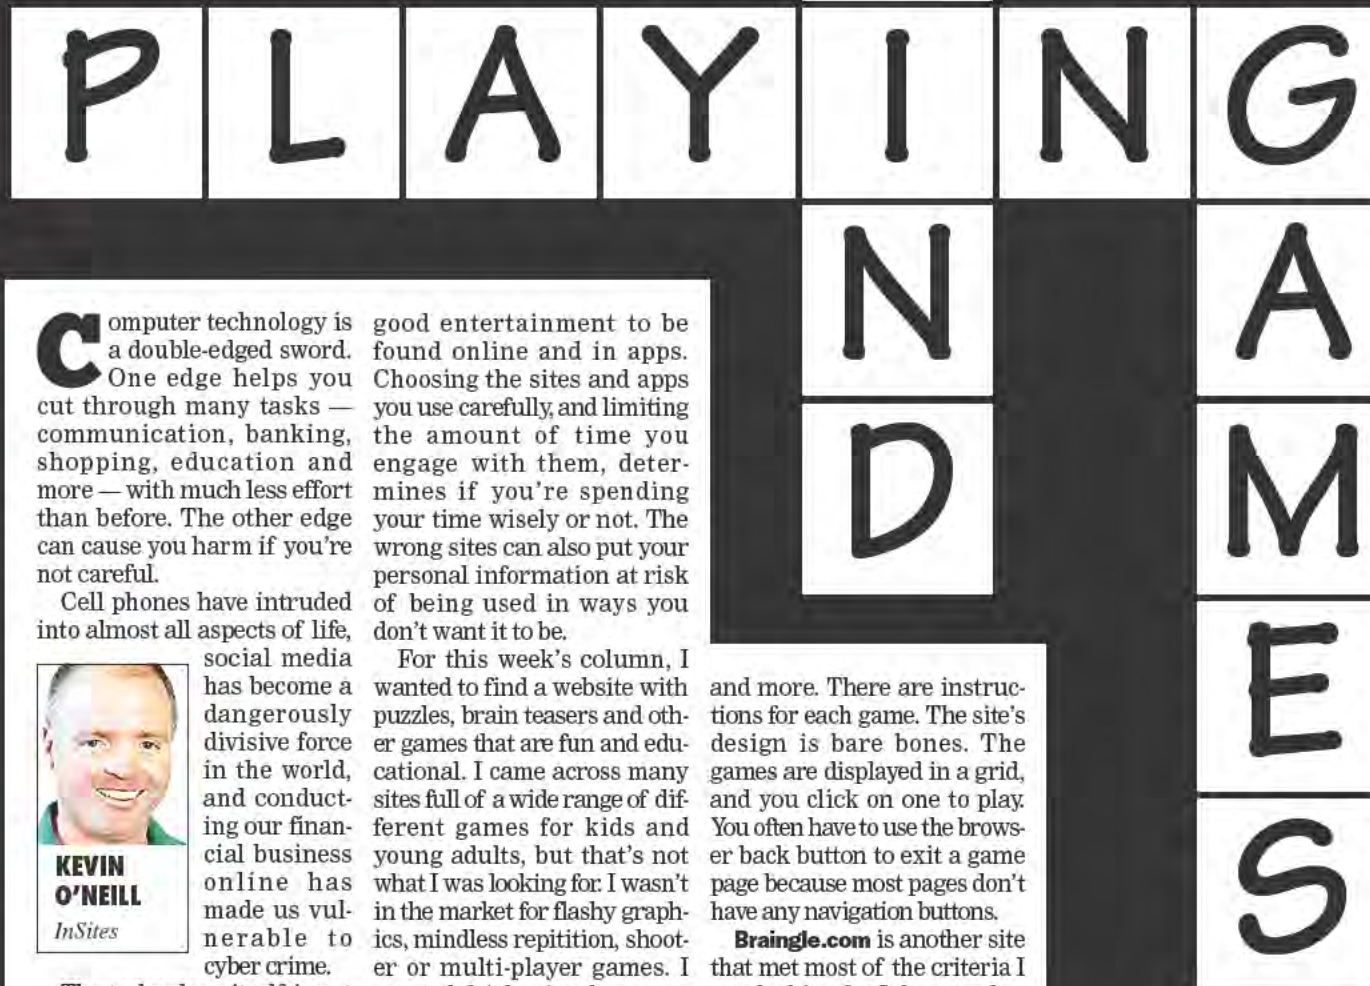 PLAYING
N
D
A
M
E
S
Computer technology is
a double-edged sword.
One edge helps you
cut through many tasks —
communication, banking,
shopping, education and
more — with much less effort
than before. The other edge
can cause you harm if you're
not careful.
Cell phones have intruded
into almost all aspects of life,
social media
has become a
dangerously
divisive force
in the world,
and conduct-
ing our finan-
cial business
online has
made us vul-
nerable to
cyber crime.
KEVIN
O'NEILL
InSites
good entertainment to be
found online and in apps.
Choosing the sites and apps
you use carefully, and limiting
the amount of time you
engage with them, deter-
mines if you're spending
your time wisely or not. The
wrong sites can also put your
personal information at risk
of being used in ways you
don't want it to be.
For this week's column, I
wanted to find a website with
puzzles, brain teasers and oth-
er games that are fun and edu-
cational. I came across many
sites full of a wide range of dif-
ferent games for kids and
young adults, but that's not
what I was looking for. I wasn't
in the market for flashy graph-
ics, mindless repitition, shoot-
er or multi-player games. I
and more. There are instruc-
tions for each game. The site's
design is bare bones. The
games are displayed in a grid,
and you click on one to play.
You often have to use the brows-
er back button to exit a game
page because most pages don't
have any navigation buttons.
Braingle.com is another site
that met most of the criteria I